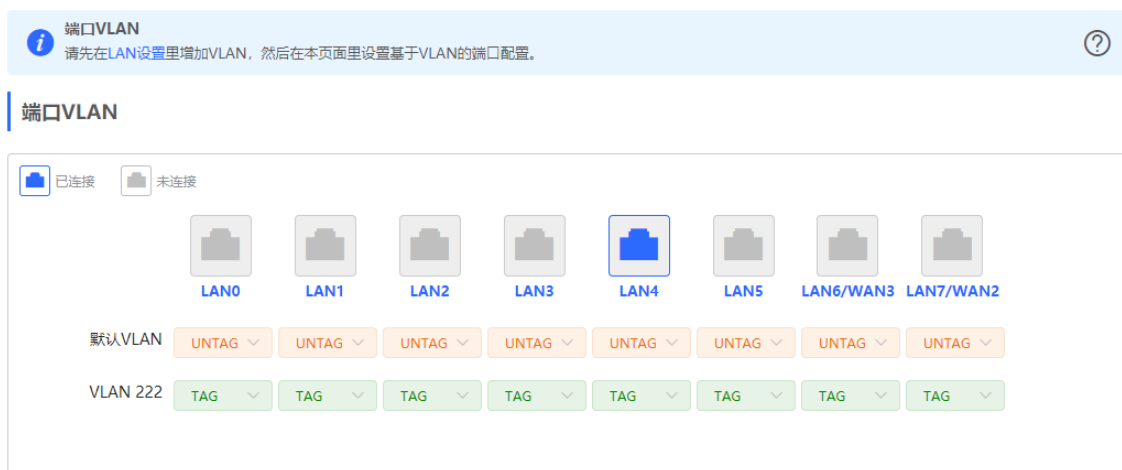 端口VLAN
请先在LAN设置里增加VLAN，然后在本页面里设置基于VLAN的端口配置。
端口VLAN
已连接 未连接
LAN0 LAN1 LAN2 LAN3 LAN4 LAN5 LAN6/WAN3 LAN7/WAN2
默认VLAN UNTAG UNTAG UNTAG UNTAG UNTAG UNTAG UNTAG UNTAG
VLAN 222 TAG TAG TAG TAG TAG TAG TAG TAG